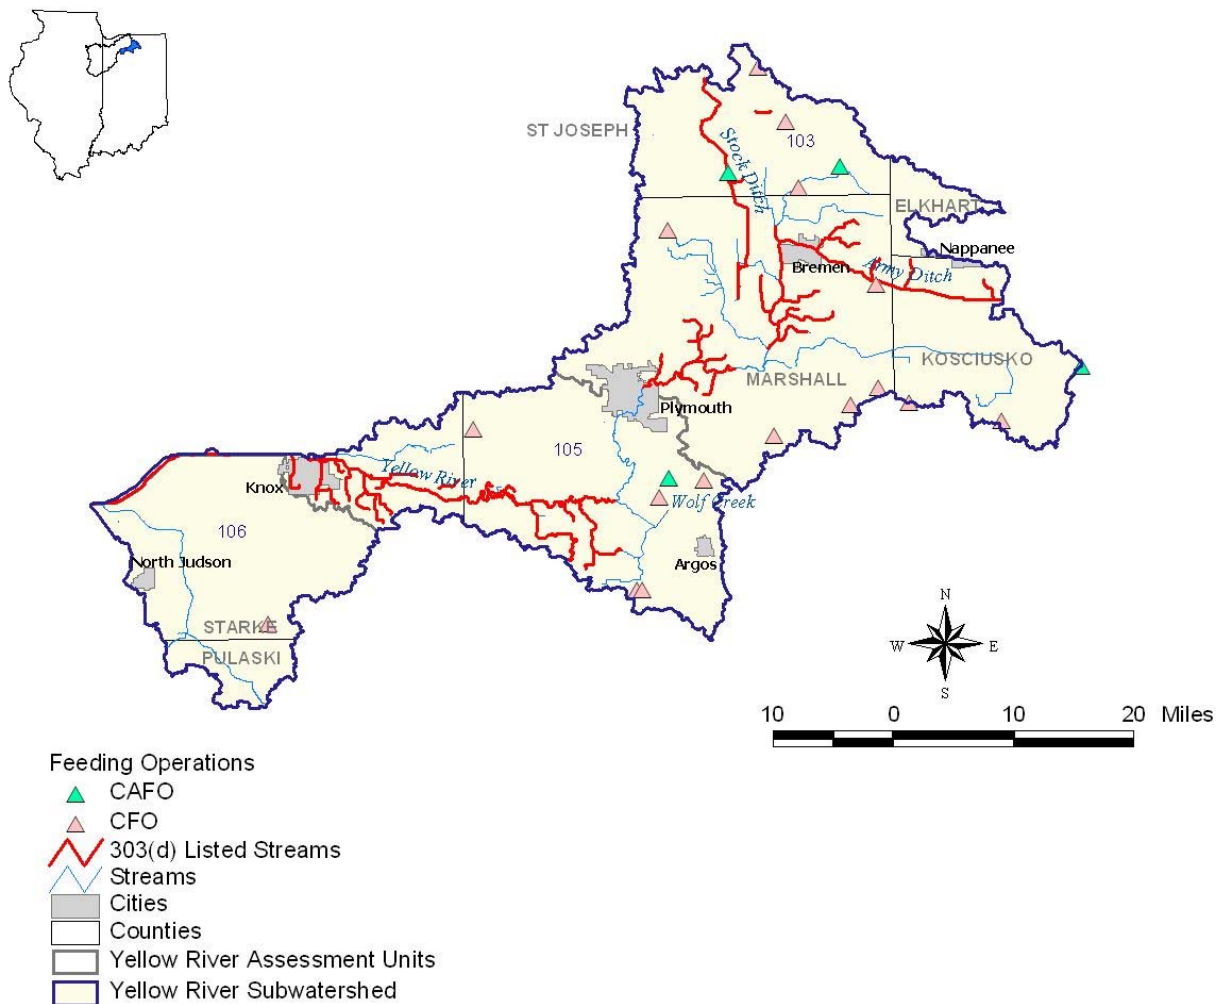 ST JOSEPH
103
Stock Ditch
ELKHART
Nappanee
Bremen
Army Ditch
KOSCIUSKO
MARSHALL
Plymouth
105
Yellow River
Knox
Wolf Creek
106
Argos
North Judson
STARKE
PULASKI
N
W E
S
10 0 10 20 Miles
Feeding Operations
CAFO
CFO
303(d) Listed Streams
Streams
Cities
Counties
Yellow River Assessment Units
Yellow River Subwatershed